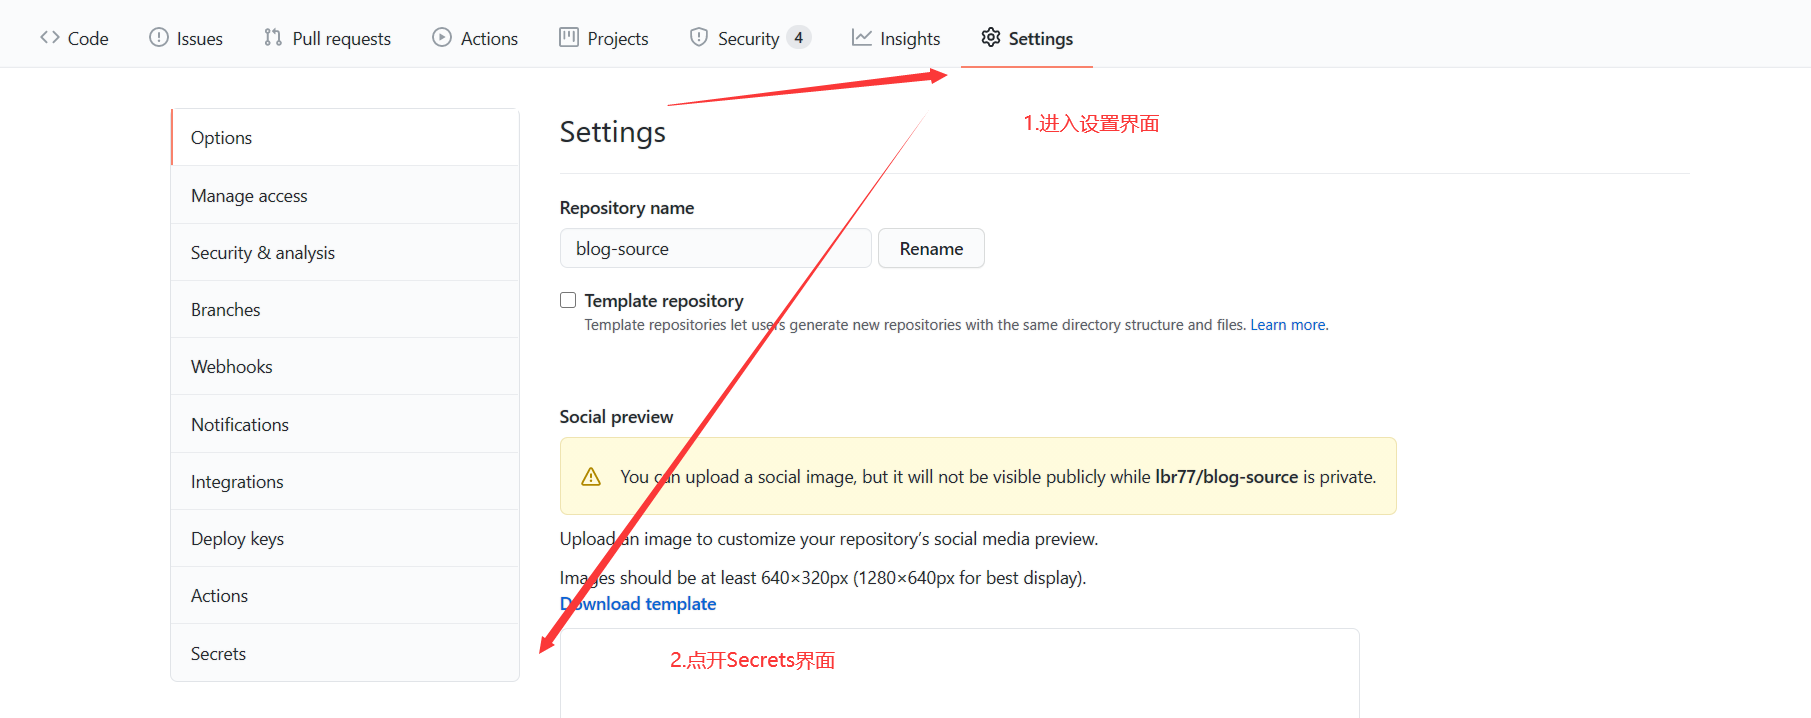 Code Issues Pull requests Actions Projects Security 4 Insights Settings
1.进入设置界面
Options
Manage access
Security & analysis
Branches
Webhooks
Notifications
Integrations
Deploy keys
Actions
Secrets
Settings
Repository name
blog-source Rename
Template repository
Template repositories let users generate new repositories with the same directory structure and files. Learn more.
Social preview
You can upload a social image, but it will not be visible publicly while lbr77/blog-source is private.
Upload an image to customize your repository’s social media preview.
Images should be at least 640×320px (1280×640px for best display).
Download template
2.点开Secrets界面